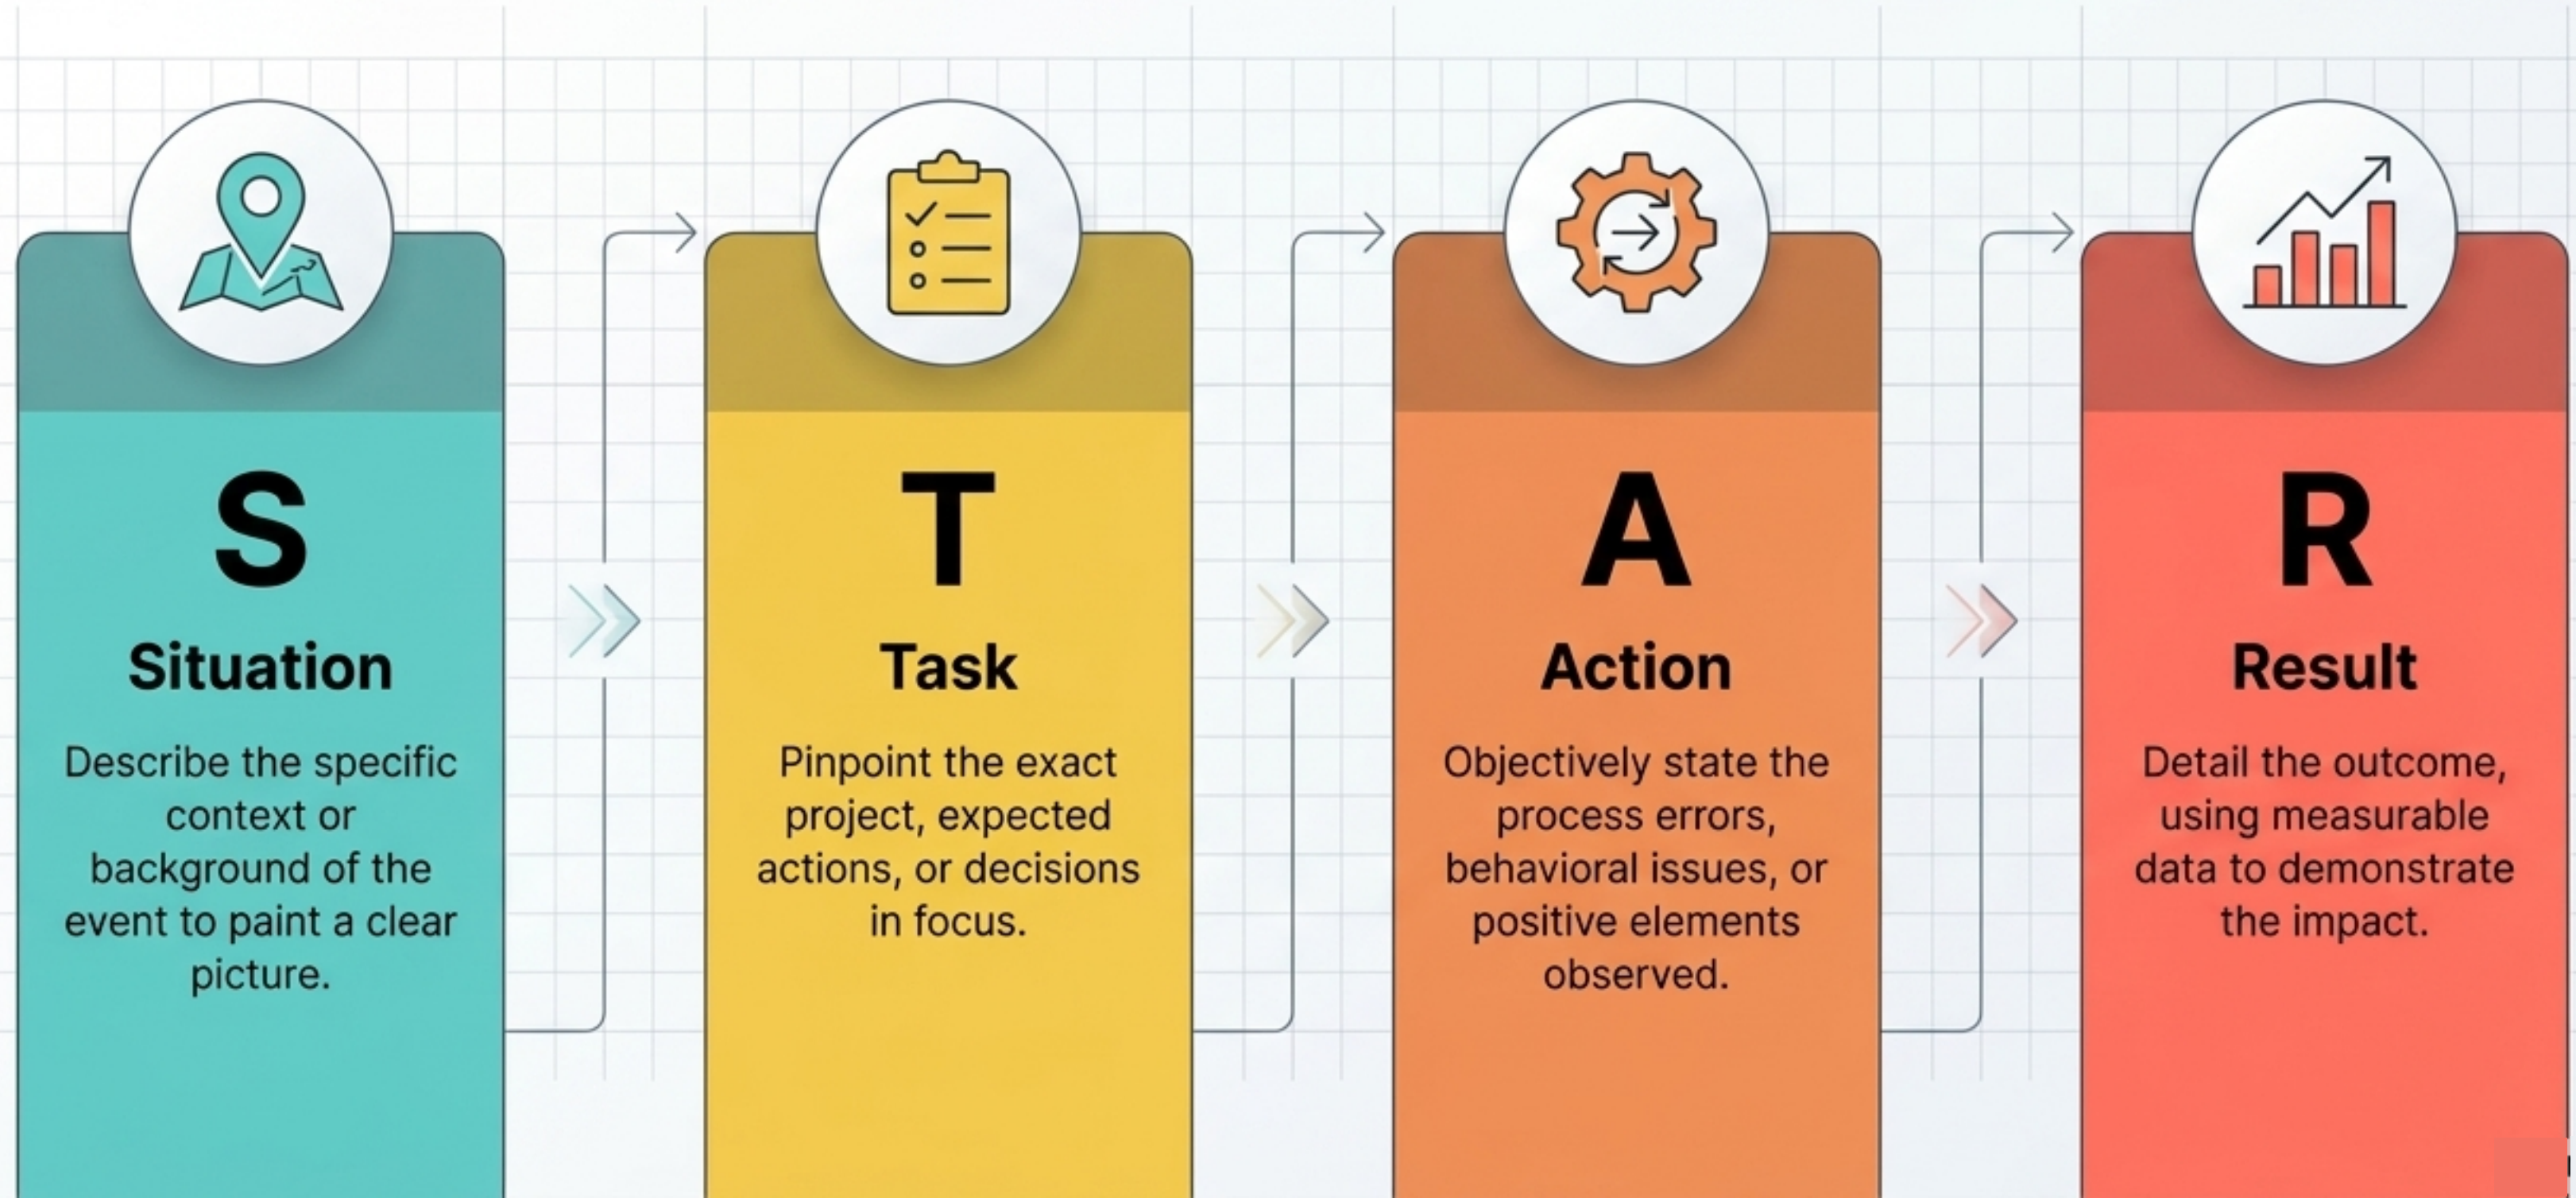 S
Situation
Describe the specific
context or
background of the
event to paint a clear
picture.
T
Task
Pinpoint the exact
project, expected
actions, or decisions
in focus.
A
Action
Objectively state the
process errors,
behavioral issues, or
positive elements
observed.
R
Result
Detail the outcome,
using measurable
data to demonstrate
the impact.